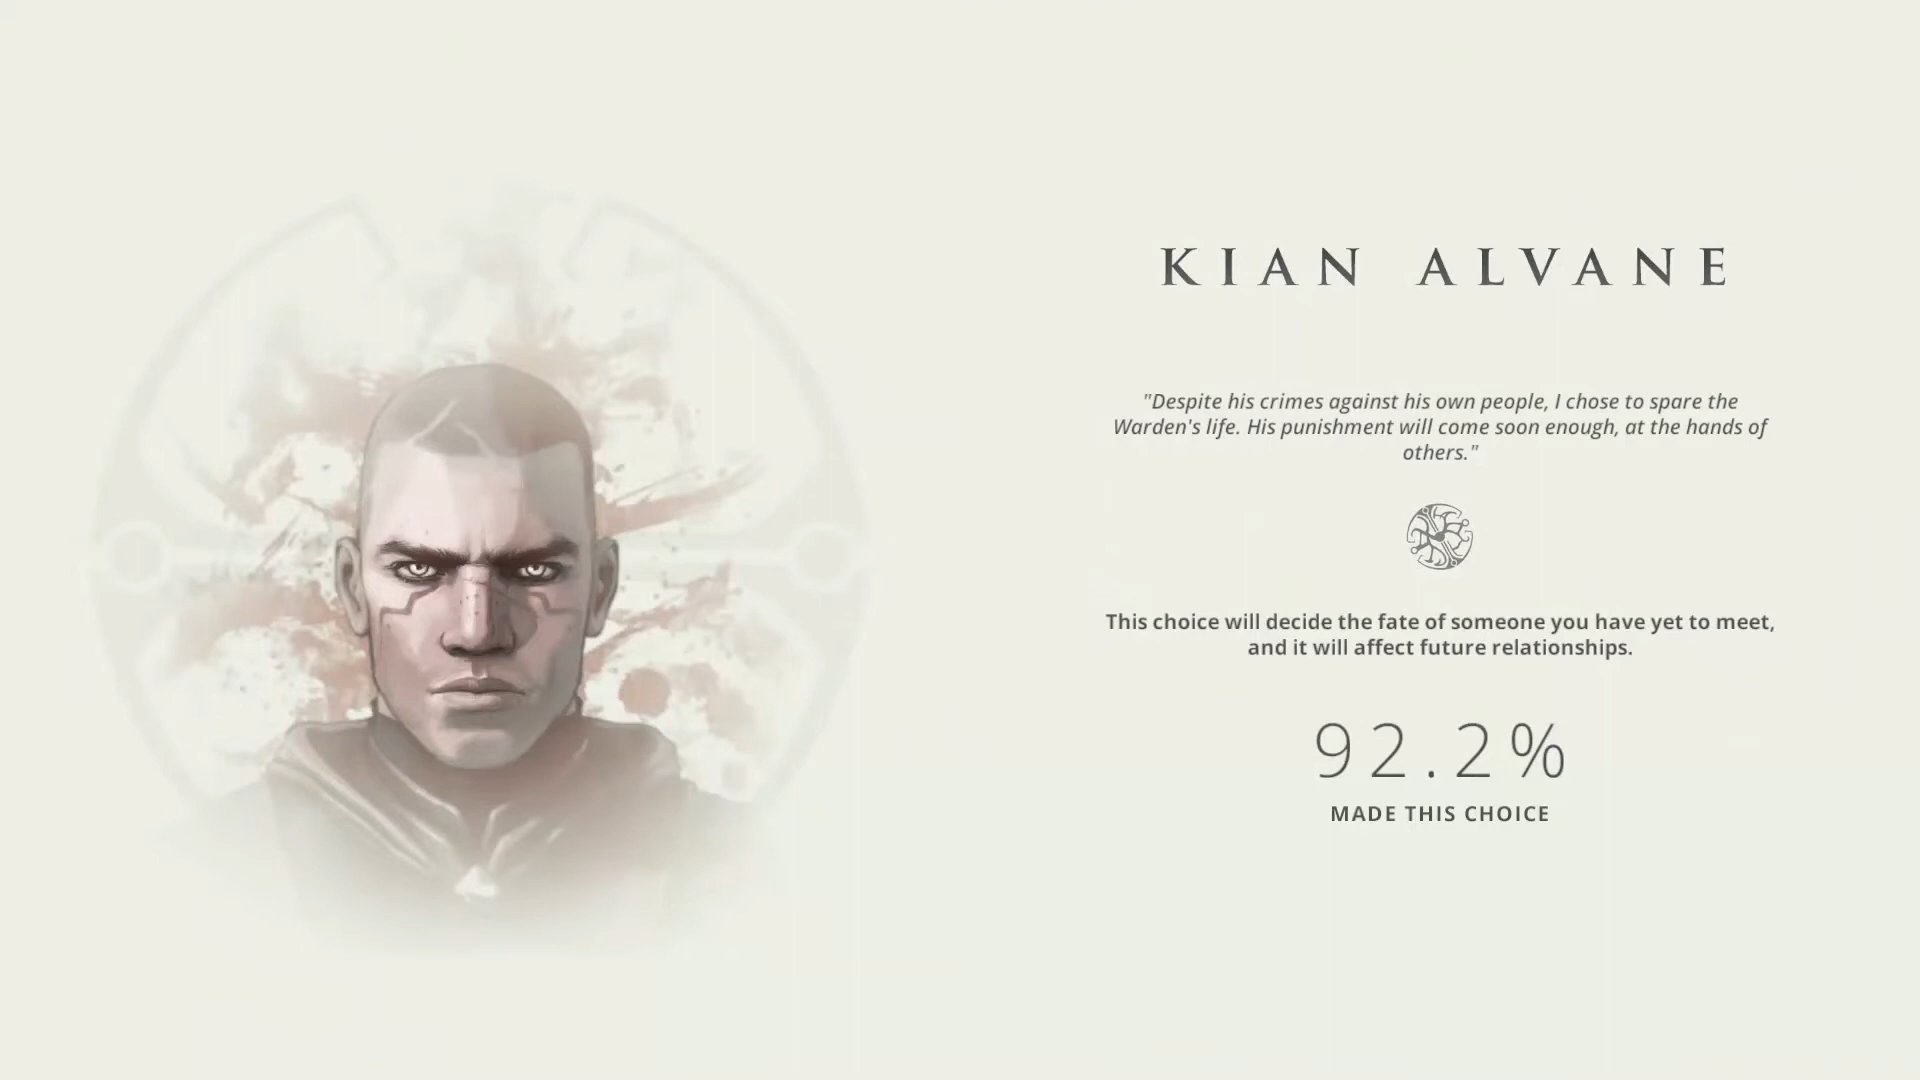 KIAN ALVANE
"Despite his crimes against his own people, I chose to spare the
Warden's life. His punishment will come soon enough, at the hands of
others."
This choice will decide the fate of someone you have yet to meet,
and it will affect future relationships.
92.2%
MADE THIS CHOICE